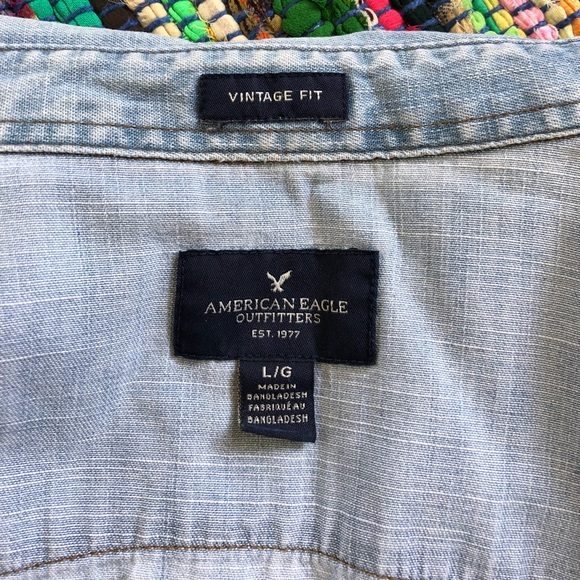 VINTAGE FIT
AMERICAN EAGLE
OUTFITTERS
EST. 1977
L/G
MADE IN
BANGLADESH
FABRIQUÉ AU
BANGLADESH